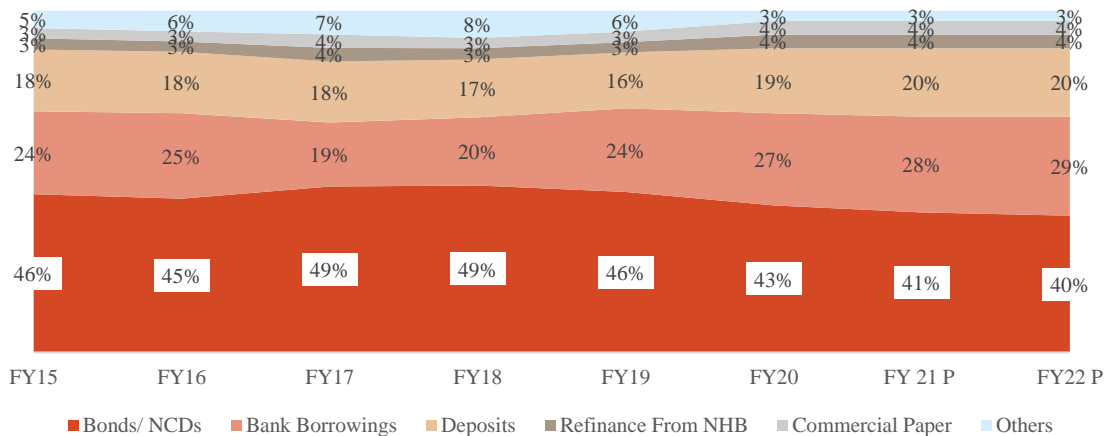 5% 6% 7% 8% 6% 3% 3% 3%
3% 3% 4% 3% 3% 4% 4% 4%
3% 3% 4% 3% 3% 4% 4% 4%
18% 18% 18% 17% 16% 19% 20% 20%
24% 25% 19% 20% 24% 27% 28% 29%
46% 45% 49% 49% 46% 43% 41% 40%
FY15 FY16 FY17 FY18 FY19 FY20 FY 21 P FY22 P
Bonds/ NCDs Bank Borrowings Deposits Refinance From NHB Commercial Paper Others